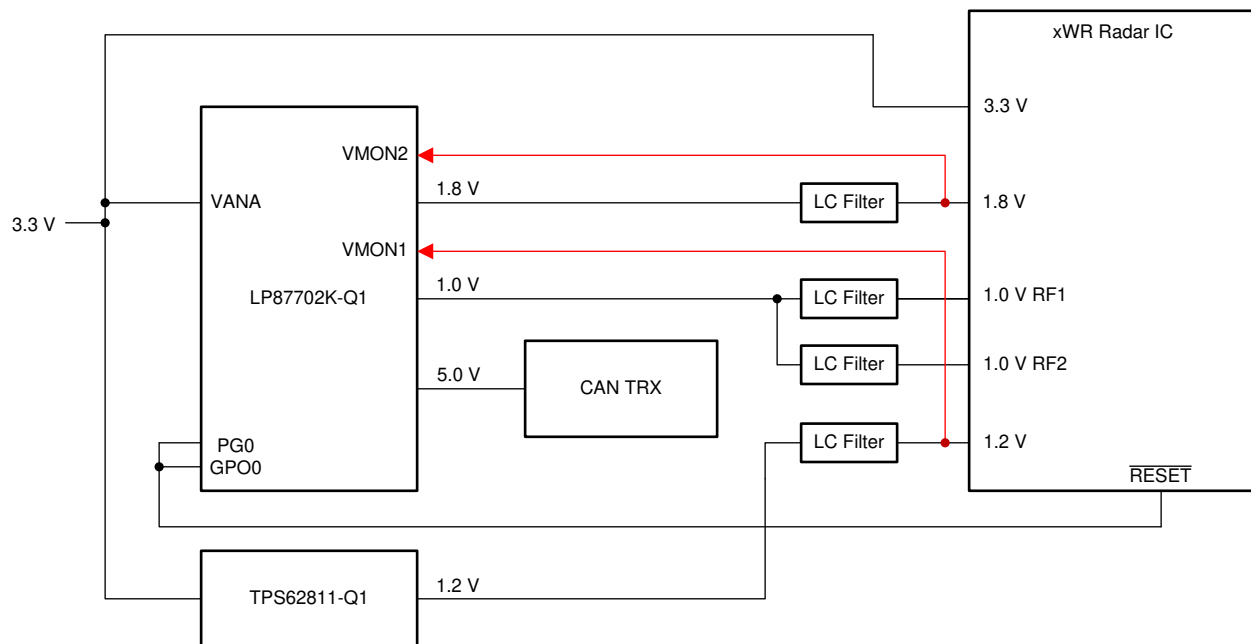 xWR Radar IC
3.3 V
VMON2
1.8 V
LC Filter
1.8 V
VANA
3.3 V
VMON1
LP87702K-Q1
1.0 V
LC Filter
1.0 V RF1
LC Filter
1.0 V RF2
5.0 V
CAN TRX
LC Filter
1.2 V
PG0
GPO0
RESET
TPS62811-Q1
1.2 V